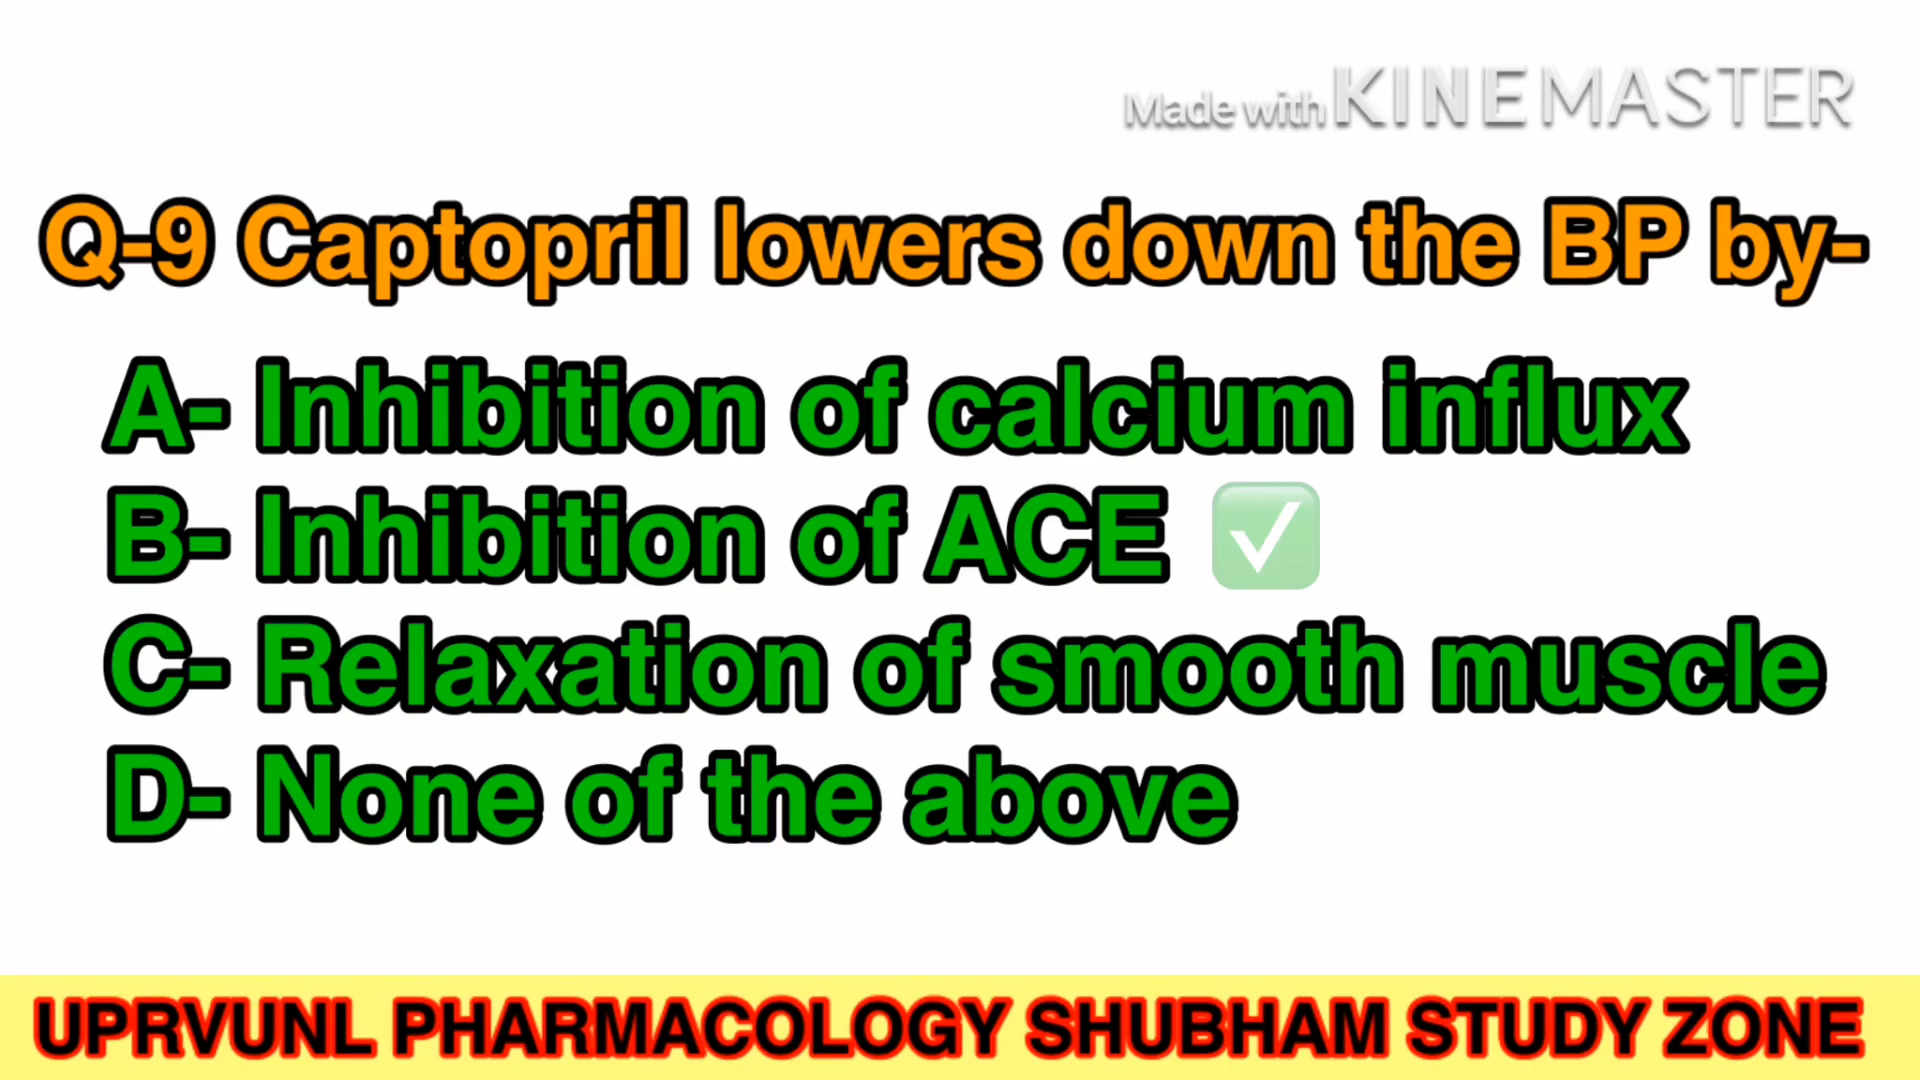 Made with KINEMASTER
Q-9 Captopril lowers down the BP by-
A- Inhibition of calcium influx
B- Inhibition of ACE ✅
C- Relaxation of smooth muscle
D- None of the above
UPRVUNL PHARMACOLOGY SHUBHAM STUDY ZONE